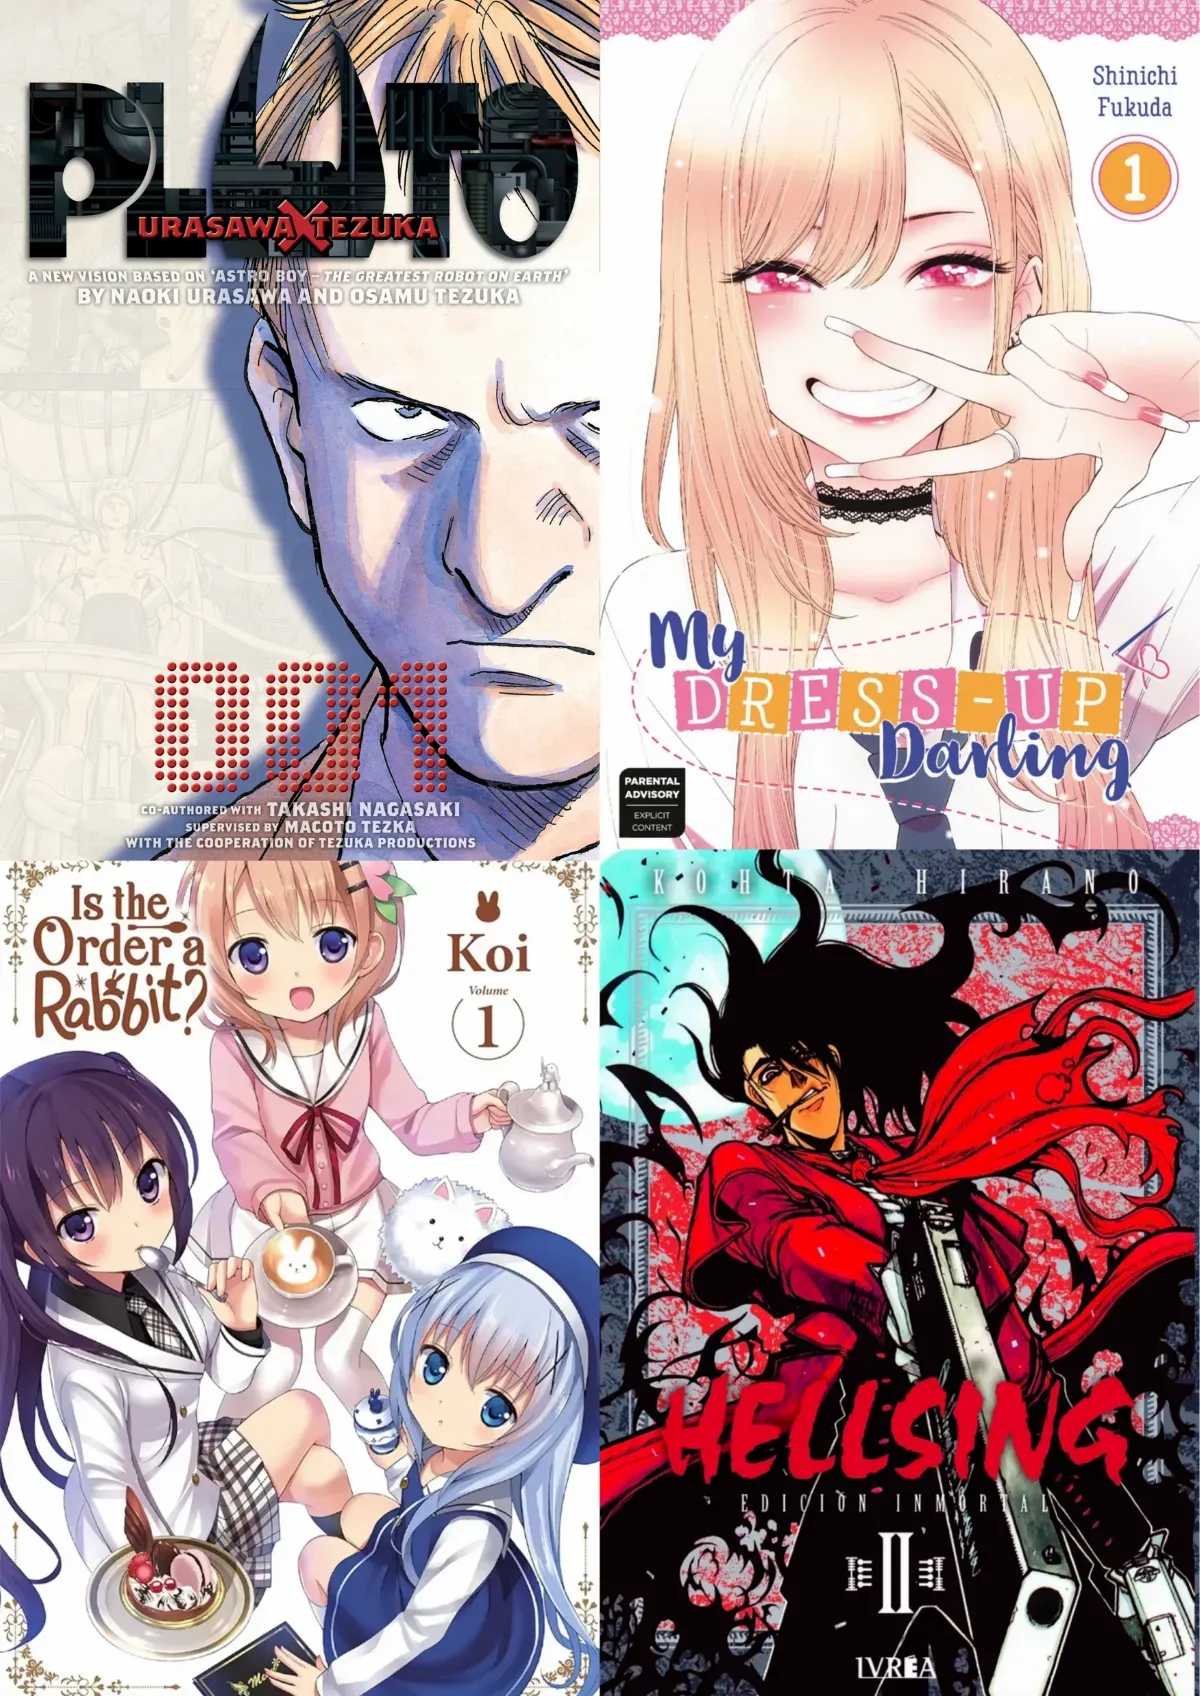 PLUTO
URASAWA X TEZUKA
A NEW VISION BASED ON 'ASTRO BOY – THE GREATEST ROBOT ON EARTH'
BY NAOKI URASAWA AND OSAMU TEZUKA
001
CO-AUTHORED WITH TAKASHI NAGASAKI
SUPERVISED BY MACOTO TEZKA
WITH THE COOPERATION OF TEZUKA PRODUCTIONS
Shinichi
Fukuda
1
My
DRESS-UP
Darling
PARENTAL
ADVISORY
EXPLICIT
CONTENT
Is the
Order a
Rabbit?
Koi
Volume
1
KOHTA HIRANO
HELLSING
EDICIÓN INMORTAL
II
IVREA